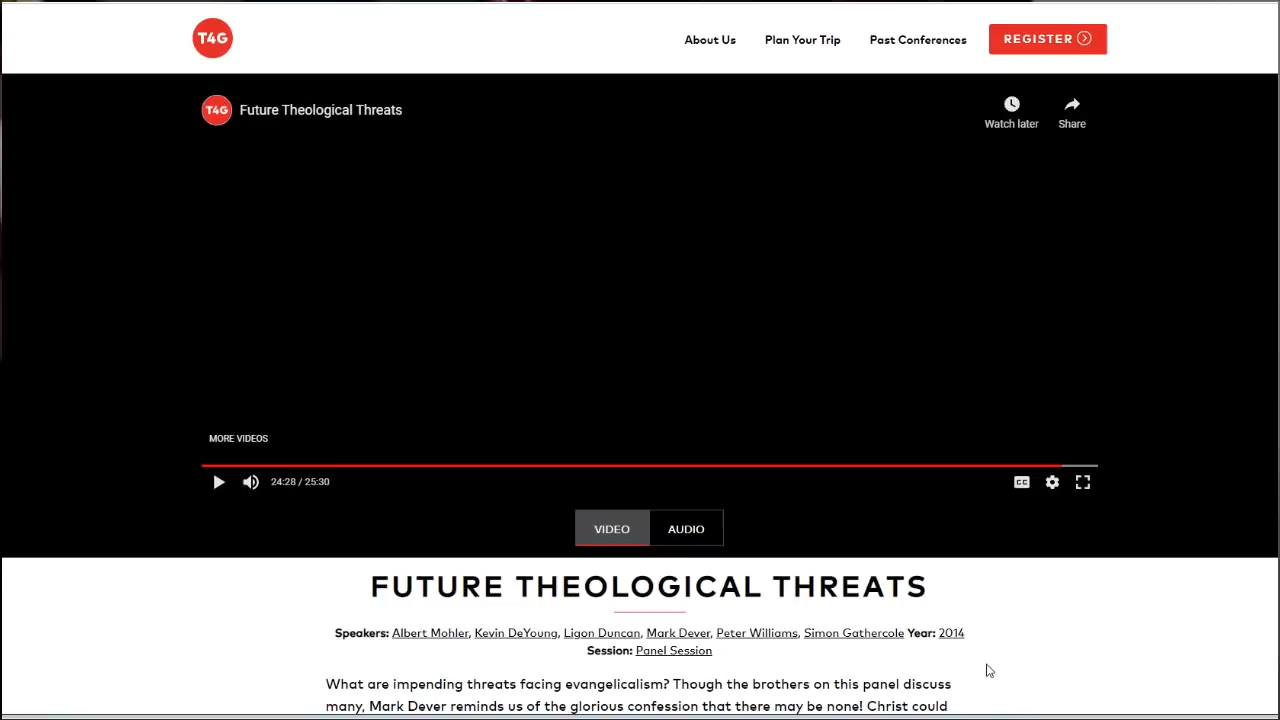 T4G
About Us Plan Your Trip Past Conferences REGISTER
T4G Future Theological Threats
Watch later Share
MORE VIDEOS
24:28 / 25:30
CC
VIDEO AUDIO
FUTURE THEOLOGICAL THREATS
Speakers: Albert Mohler, Kevin DeYoung, Ligon Duncan, Mark Dever, Peter Williams, Simon Gathercole Year: 2014
Session: Panel Session
What are impending threats facing evangelicalism? Though the brothers on this panel discuss
many, Mark Dever reminds us of the glorious confession that there may be none! Christ could